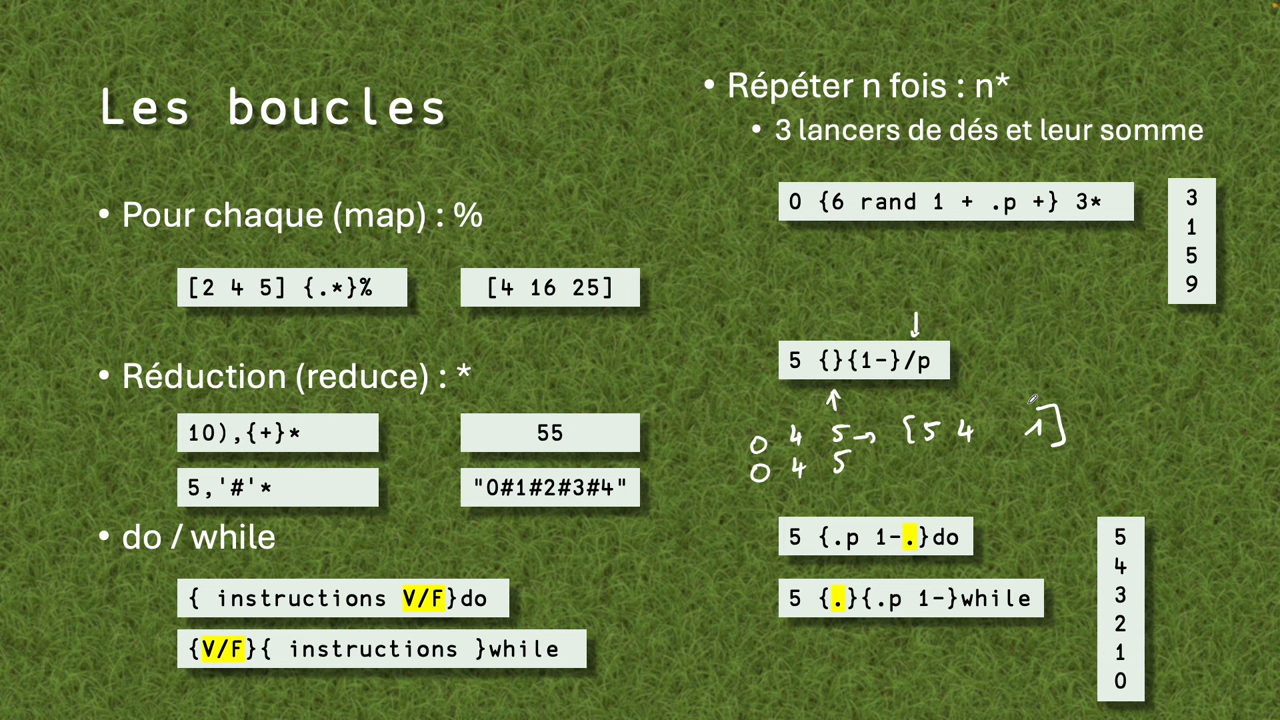 Les boucles
• Pour chaque (map) : %
[2 4 5] {.*}%
[4 16 25]
• Réduction (reduce) : *
10),{+}*
55
5,'#'*
"0#1#2#3#4"
• do / while
{ instructions V/F}do
{V/F}{ instructions }while
• Répéter n fois : n*
• 3 lancers de dés et leur somme
0 {6 rand 1 + .p +} 3*
3
1
5
9
5 {}{1-}/p
0 4 5 → [5 4 1]
0 4 5
5 {.p 1-.}do
5 {.}{.p 1-}while
5
4
3
2
1
0